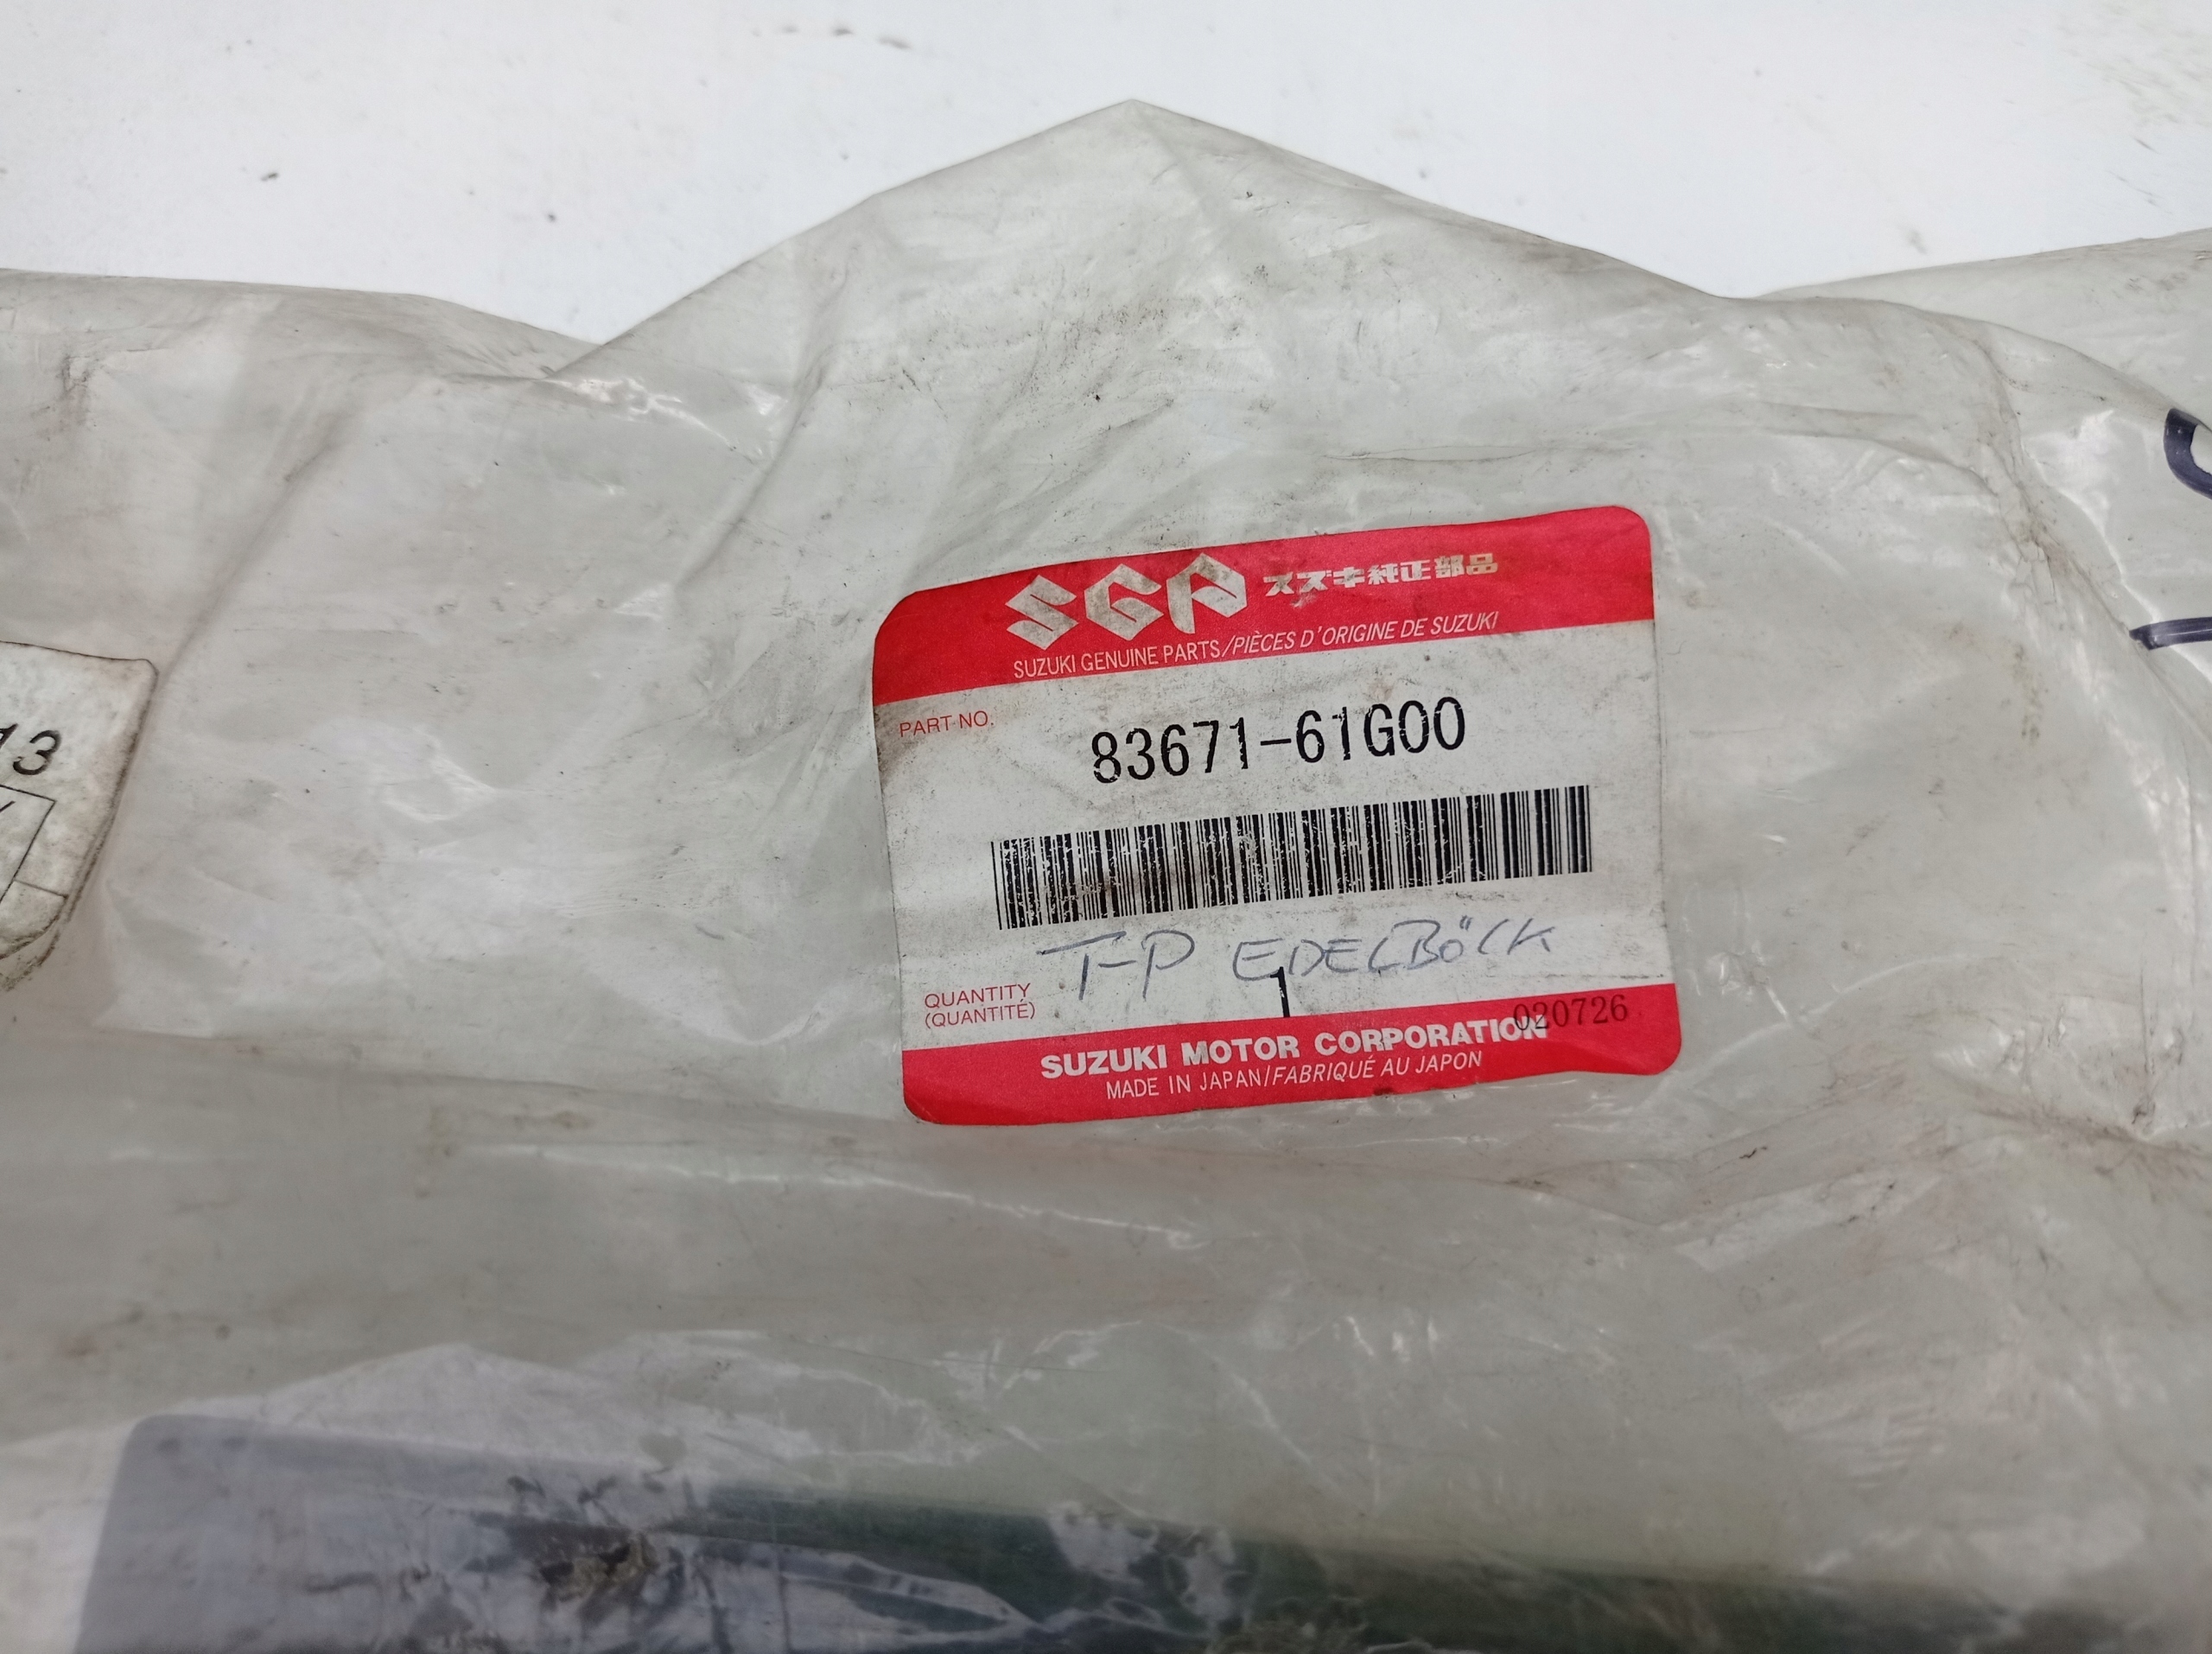 SGP スズキ純正部品
SUZUKI GENUINE PARTS/PIÈCES D'ORIGINE DE SUZUKI
PART NO.
83671-61G00
T-P EDELBÖCK
QUANTITY
(QUANTITÉ)
1
020726
SUZUKI MOTOR CORPORATION
MADE IN JAPAN/FABRIQUÉ AU JAPON
13